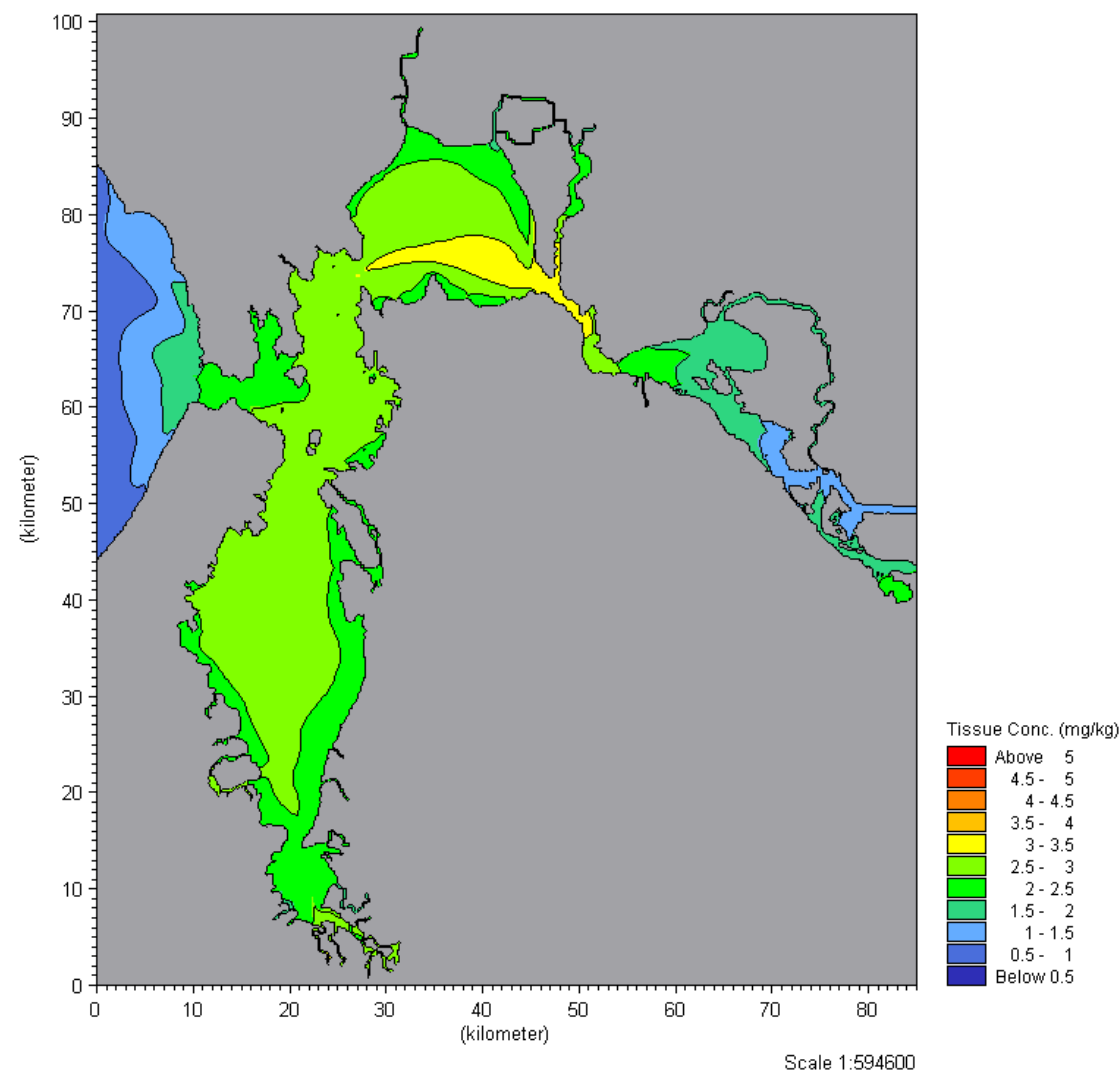 100
90
80
70
60
50
40
30
20
10
0
(kilometer)
0 10 20 30 40 50 60 70 80
(kilometer)
Scale 1:594600
Tissue Conc. (mg/kg)
Above 5
4.5 - 5
4 - 4.5
3.5 - 4
3 - 3.5
2.5 - 3
2 - 2.5
1.5 - 2
1 - 1.5
0.5 - 1
Below 0.5